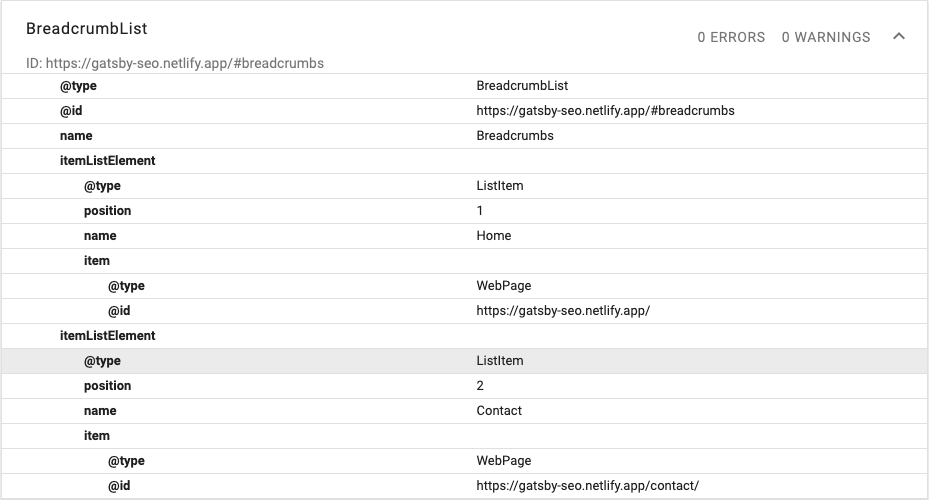 BreadcrumbList
0 ERRORS 0 WARNINGS
ID: https://gatsby-seo.netlify.app/#breadcrumbs
@type BreadcrumbList
@id https://gatsby-seo.netlify.app/#breadcrumbs
name Breadcrumbs
itemListElement
@type ListItem
position 1
name Home
item
@type WebPage
@id https://gatsby-seo.netlify.app/
itemListElement
@type ListItem
position 2
name Contact
item
@type WebPage
@id https://gatsby-seo.netlify.app/contact/